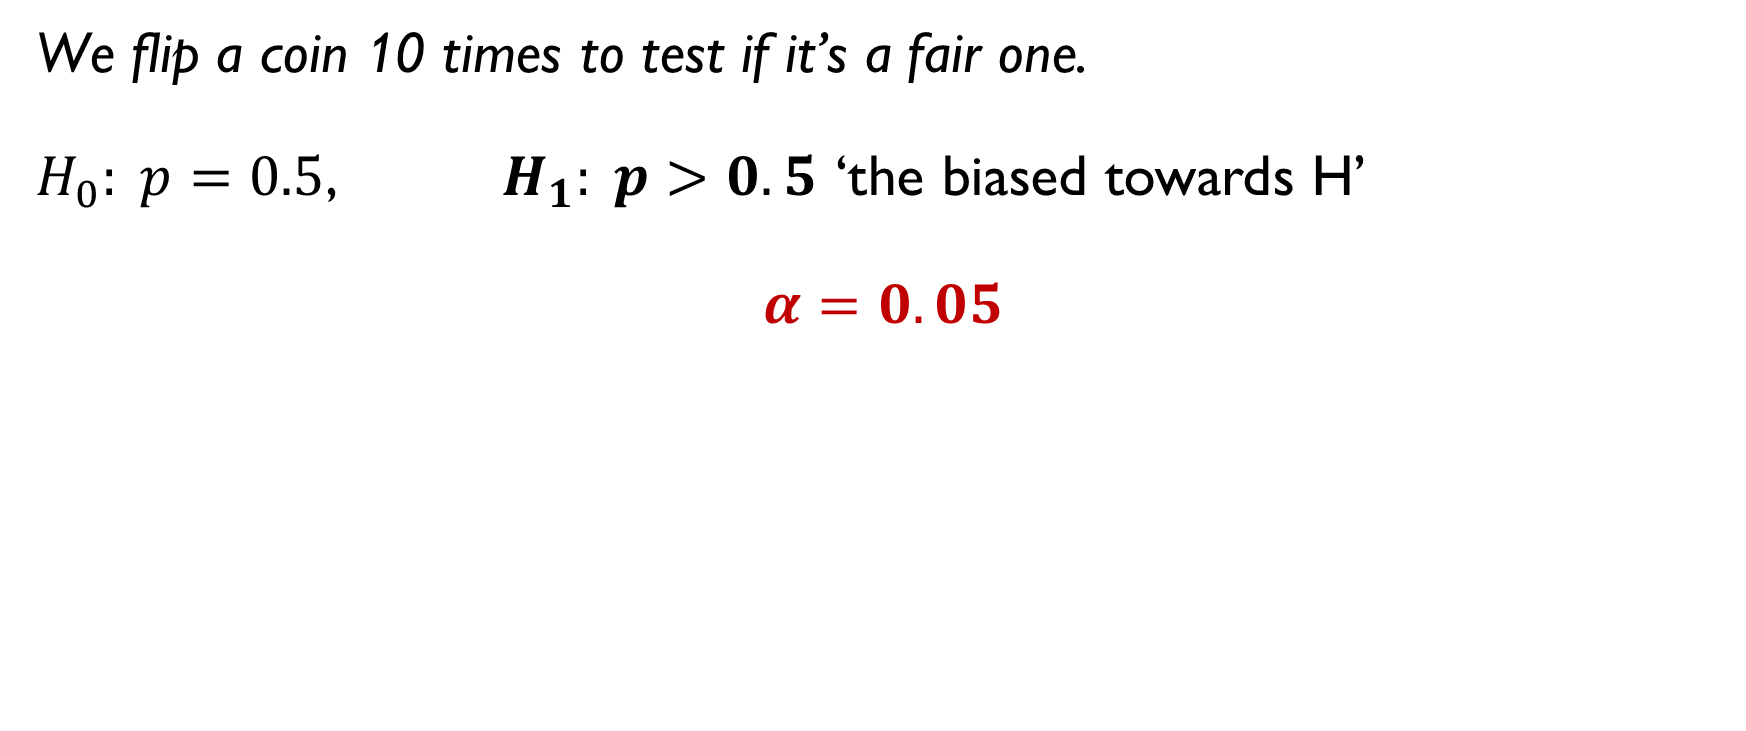 We flip a coin 10 times to test if it’s a fair one.
H₀: p = 0.5, H₁: p > 0.5 ‘the biased towards H’
α = 0.05